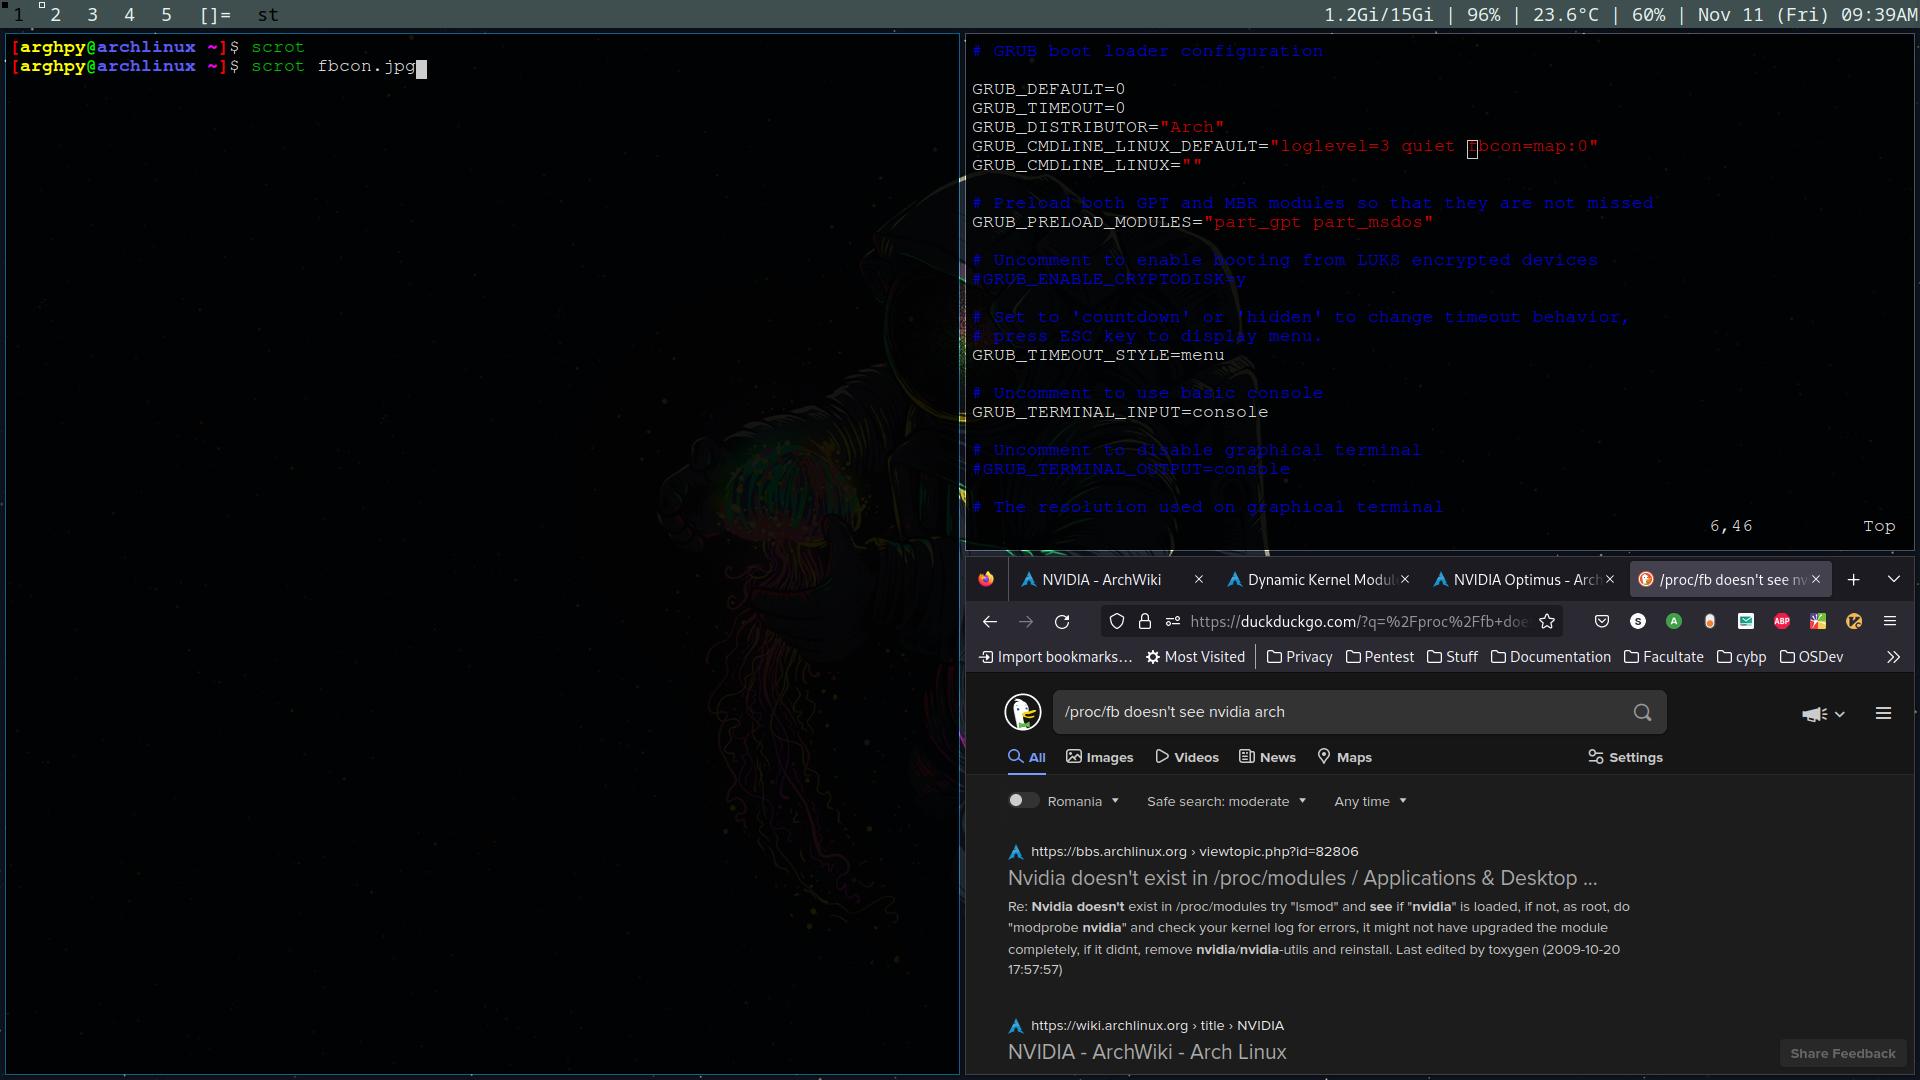 1 2 3 4 5 []= st 1.2Gi/15Gi | 96% | 23.6°C | 60% | Nov 11 (Fri) 09:39AM
[arghpy@archlinux ~]$ scrot
[arghpy@archlinux ~]$ scrot fbcon.jpg
# GRUB boot loader configuration
GRUB_DEFAULT=0
GRUB_TIMEOUT=0
GRUB_DISTRIBUTOR="Arch"
GRUB_CMDLINE_LINUX_DEFAULT="loglevel=3 quiet fbcon=map:0"
GRUB_CMDLINE_LINUX=""
# Preload both GPT and MBR modules so that they are not missed
GRUB_PRELOAD_MODULES="part_gpt part_msdos"
# Uncomment to enable booting from LUKS encrypted devices
#GRUB_ENABLE_CRYPTODISK=y
# Set to 'countdown' or 'hidden' to change timeout behavior,
# press ESC key to display menu.
GRUB_TIMEOUT_STYLE=menu
# Uncomment to use basic console
GRUB_TERMINAL_INPUT=console
# Uncomment to disable graphical terminal
#GRUB_TERMINAL_OUTPUT=console
# The resolution used on graphical terminal
6,46 Top
NVIDIA - ArchWiki Dynamic Kernel Modul NVIDIA Optimus - Arch /proc/fb doesn't see nv
https://duckduckgo.com/?q=%2Fproc%2Ffb+doe
ABP
Import bookmarks... Most Visited Privacy Pentest Stuff Documentation Facultate cybp OSDev
/proc/fb doesn't see nvidia arch
All Images Videos News Maps Settings
Romania Safe search: moderate Any time
https://bbs.archlinux.org › viewtopic.php?id=82806
Nvidia doesn't exist in /proc/modules / Applications & Desktop ...
Re: Nvidia doesn't exist in /proc/modules try "lsmod" and see if "nvidia" is loaded, if not, as root, do
"modprobe nvidia" and check your kernel log for errors, it might not have upgraded the module
completely, if it didnt, remove nvidia/nvidia-utils and reinstall. Last edited by toxygen (2009-10-20
17:57:57)
https://wiki.archlinux.org › title › NVIDIA
NVIDIA - ArchWiki - Arch Linux
Share Feedback